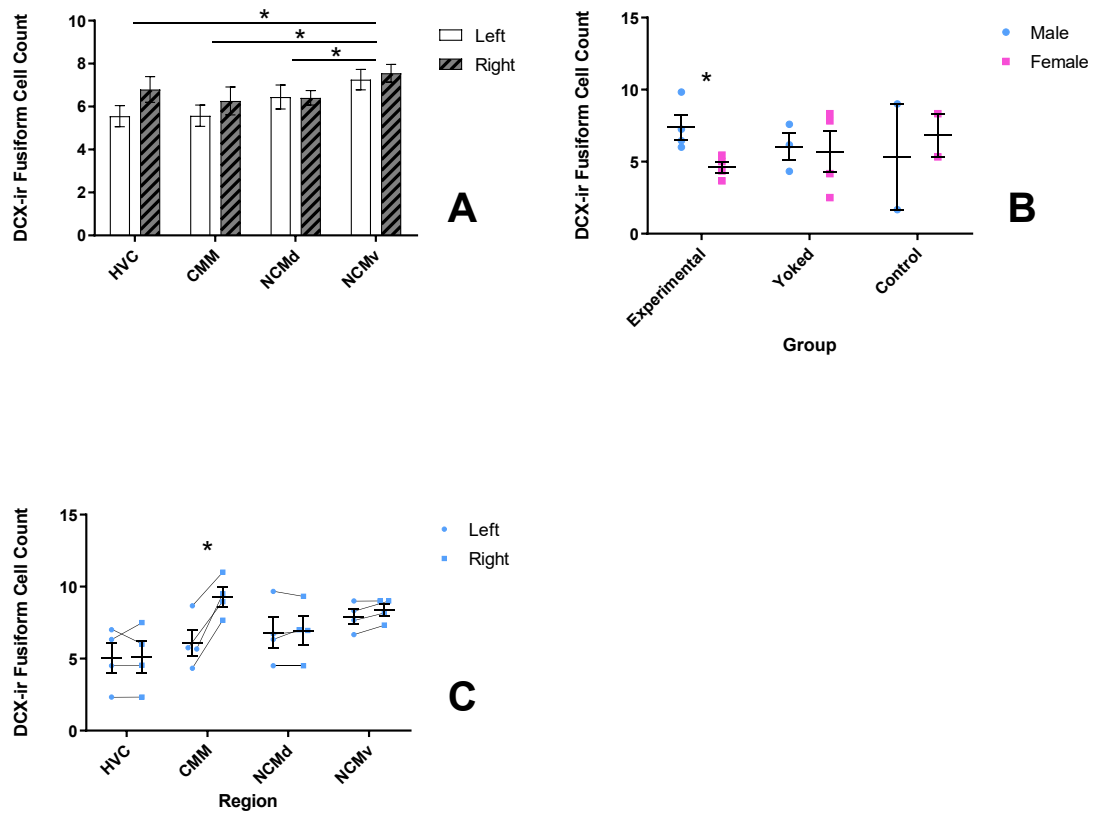 DCX-ir Fusiform Cell Count
10
8
6
4
2
0
*
*
*
HVC
CMM
NCMd
NCMv
Left
Right
A
DCX-ir Fusiform Cell Count
15
10
5
0
*
Experimental
Yoked
Control
Group
Male
Female
B
DCX-ir Fusiform Cell Count
15
10
5
0
*
HVC
CMM
NCMd
NCMv
Region
Left
Right
C